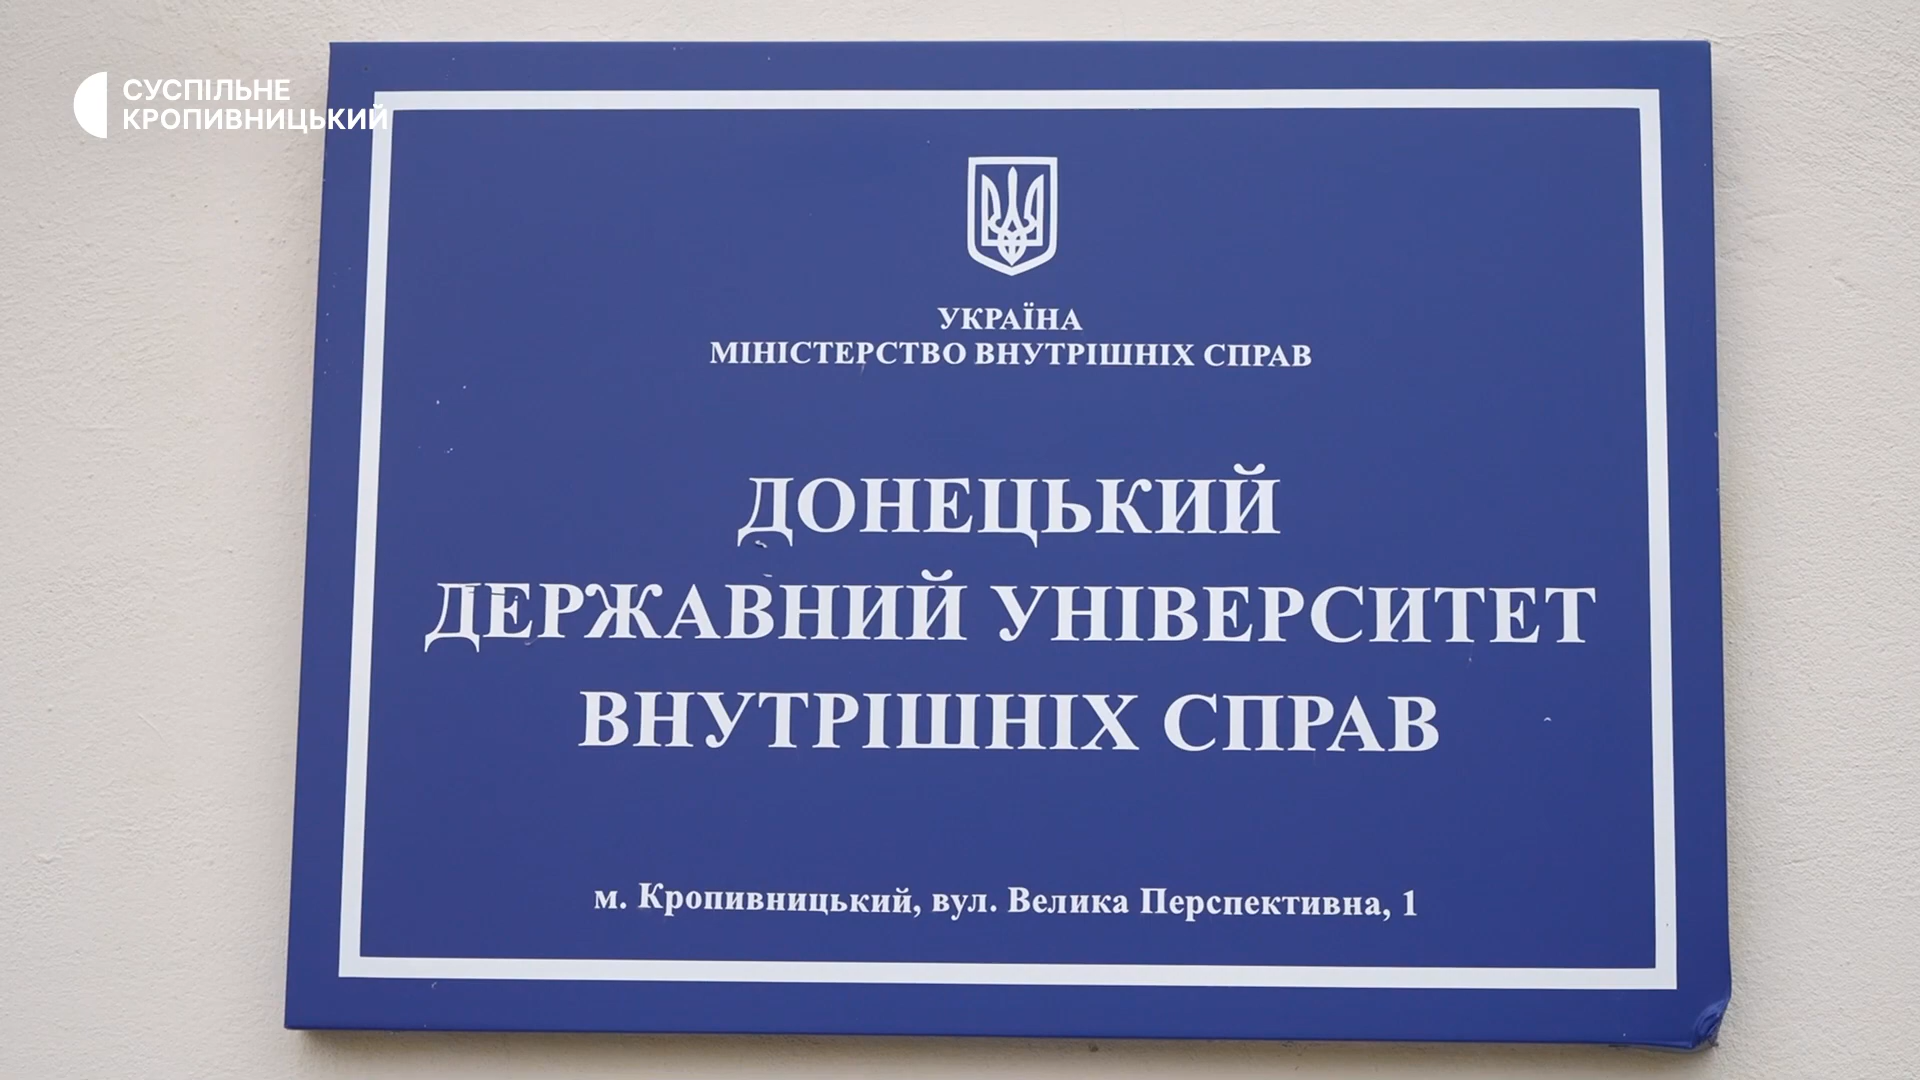 СУСПІЛЬНЕ
КРОПИВНИЦЬКИЙ
УКРАЇНА
МІНІСТЕРСТВО ВНУТРІШНІХ СПРАВ
ДОНЕЦЬКИЙ
ДЕРЖАВНИЙ УНІВЕРСИТЕТ
ВНУТРІШНІХ СПРАВ
м. Кропивницький, вул. Велика Перспективна, 1